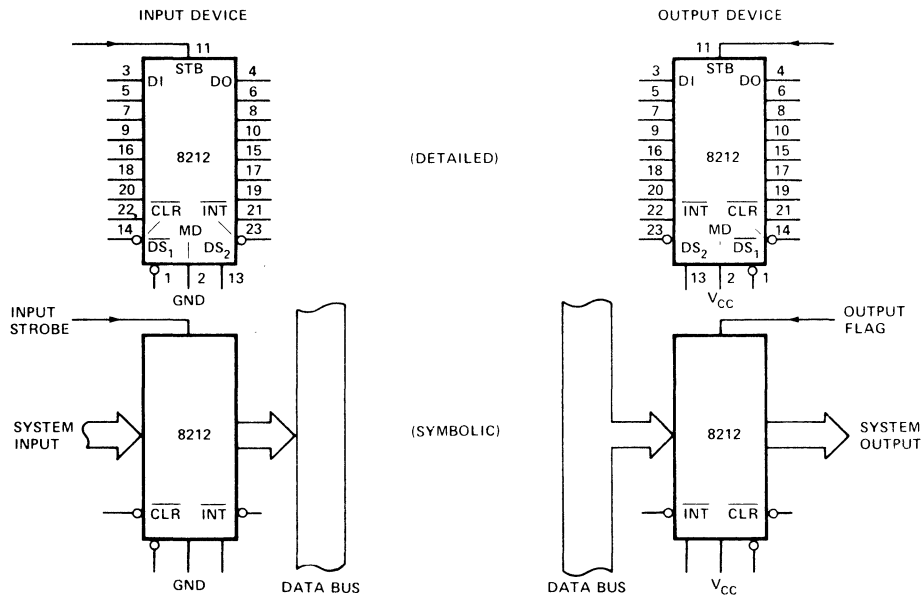 INPUT DEVICE
OUTPUT DEVICE
11
STB
3 DI DO 4
5 6
7 8
9 10
16 8212 15
18 17
20 19
22 CLR INT 21
14 MD 23
DS1 DS2
1 2 13
GND
(DETAILED)
11
STB
3 DI DO 4
5 6
7 8
9 10
16 8212 15
18 17
20 19
22 INT CLR 21
23 MD 14
DS2 DS1
13 2 1
VCC
INPUT
STROBE
OUTPUT
FLAG
SYSTEM
INPUT
8212
(SYMBOLIC)
8212
SYSTEM
OUTPUT
CLR INT
INT CLR
GND
DATA BUS
DATA BUS
VCC